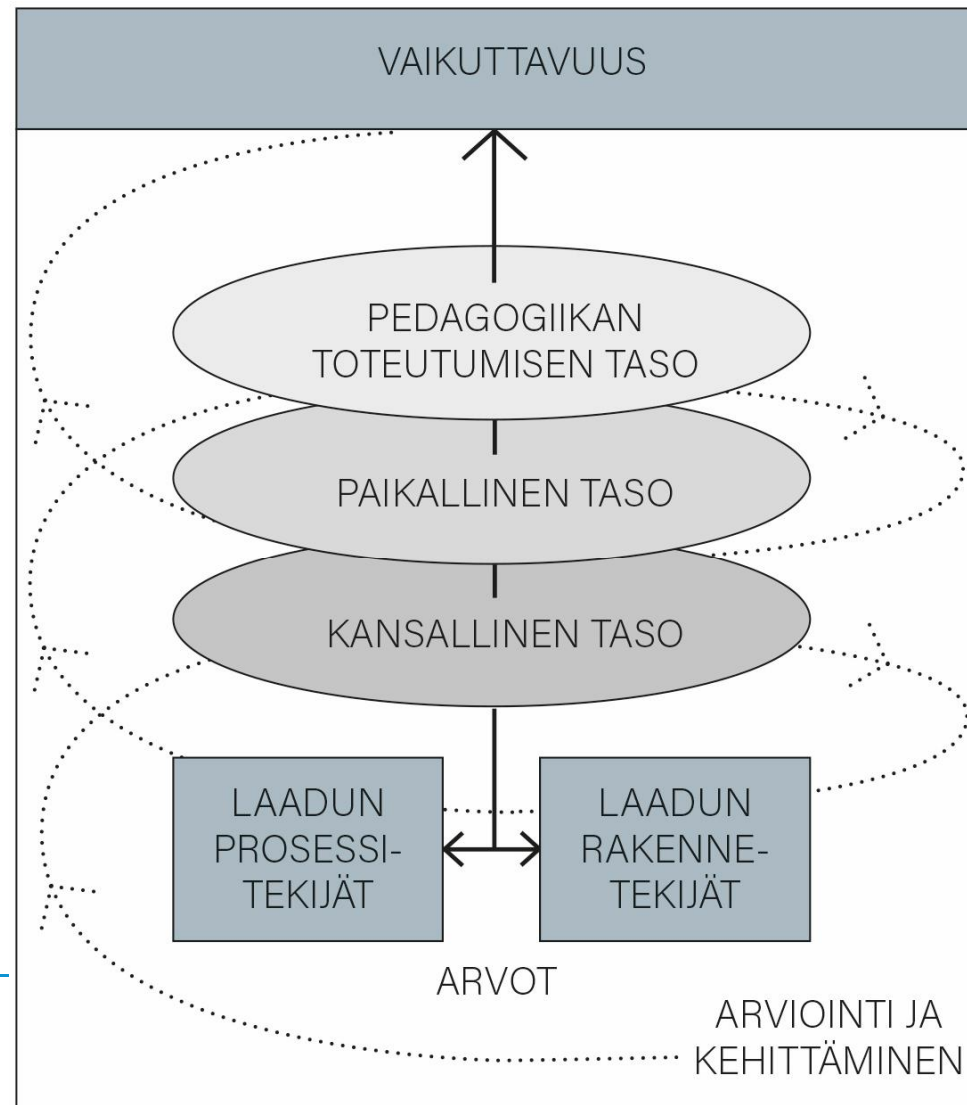 VAIKUTTAVUUS
PEDAGOGIIKAN
TOTEUTUMISEN TASO
PAIKALLINEN TASO
KANSALLINEN TASO
LAADUN
PROSESSI-
TEKIJÄT
LAADUN
RAKENNE-
TEKIJÄT
ARVOT
ARVIOINTI JA
KEHITTÄMINEN